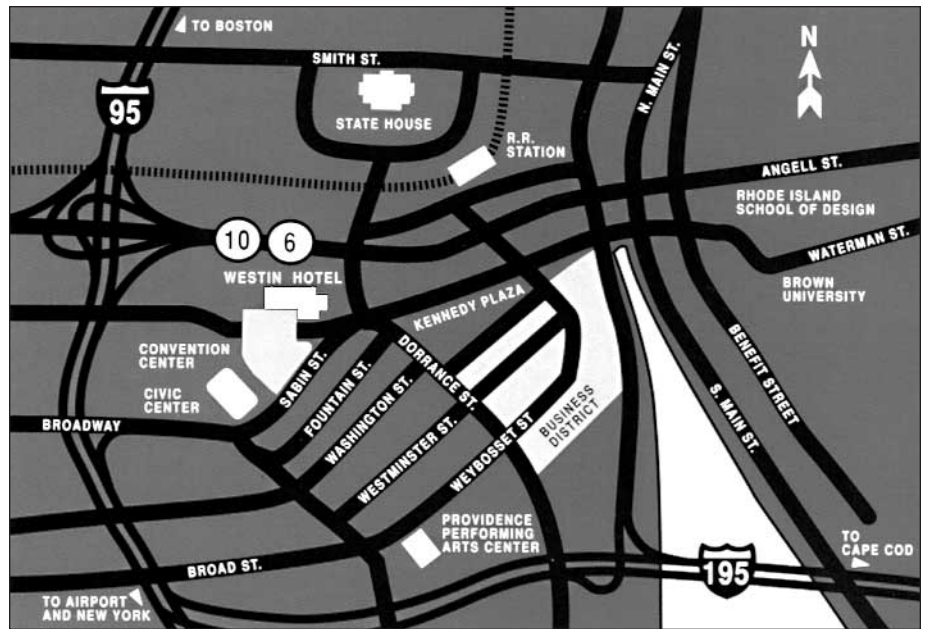 TO BOSTON
SMITH ST.
N. MAIN ST.
N
95
STATE HOUSE
R.R.
STATION
ANGELL ST.
RHODE ISLAND
SCHOOL OF DESIGN
10
6
WATERMAN ST.
WESTIN HOTEL
BROWN
UNIVERSITY
KENNEDY PLAZA
CONVENTION
CENTER
DORRANCE ST.
BENEFIT STREET
SABIN ST.
FOUNTAIN ST.
CIVIC
CENTER
WASHINGTON ST.
BUSINESS
DISTRICT
S. MAIN ST.
BROADWAY
WESTMINSTER ST.
WEYBOSSET ST
PROVIDENCE
PERFORMING
ARTS CENTER
TO
CAPE COD
BROAD ST.
195
TO AIRPORT
AND NEW YORK